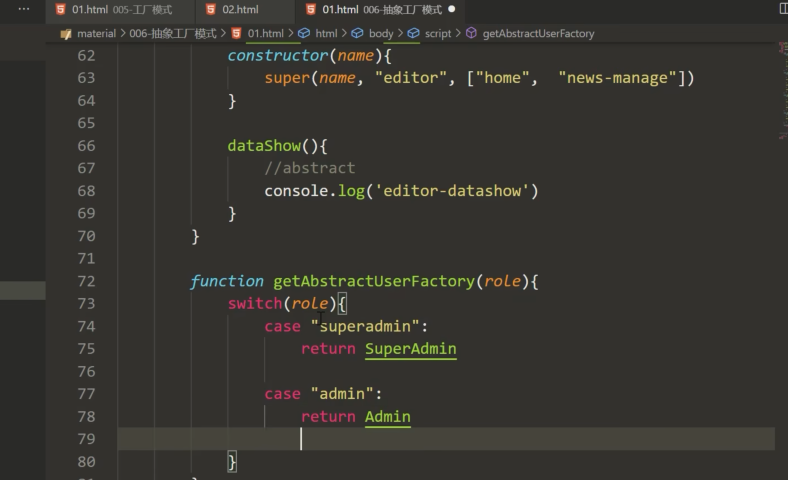 01.html 005-工厂模式
02.html
01.html 006-抽象工厂模式
material > 006-抽象工厂模式 > 01.html > html > body > script > getAbstractUserFactory
62 constructor(name){
63 super(name, "editor", ["home", "news-manage"])
64 }
65
66 dataShow(){
67 //abstract
68 console.log('editor-datashow')
69 }
70 }
71
72 function getAbstractUserFactory(role){
73 switch(role){
74 case "superadmin":
75 return SuperAdmin
76
77 case "admin":
78 return Admin
79
80 }